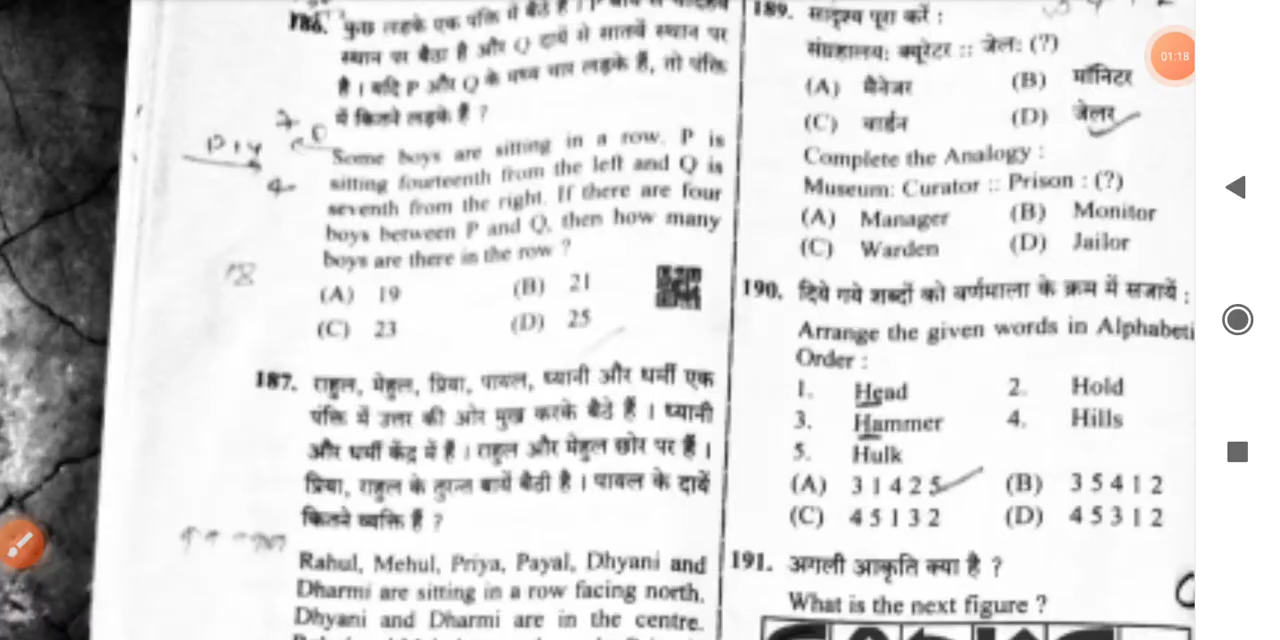 186. कुछ लड़के एक पंक्ति में बैठे हैं। P बायें से
स्थान पर बैठा है और Q दायें से सातवें स्थान पर
है। यदि P और Q के मध्य चार लड़के हैं, तो पंक्ति
में कितने लड़के हैं ?
Some boys are sitting in a row. P is
sitting fourteenth from the left and Q is
seventh from the right. If there are four
boys between P and Q, then how many
boys are there in the row ?
(A) 19 (B) 21
(C) 23 (D) 25
187. राहुल, मेहुल, प्रिया, पायल, ध्यानी और धर्मी एक
पंक्ति में उत्तर की ओर मुख करके बैठे हैं । ध्यानी
और धर्मी केंद्र में हैं । राहुल और मेहुल छोर पर हैं ।
प्रिया, राहुल के तुरन्त बायें बैठी है । पायल के दायें
कितने व्यक्ति हैं ?
Rahul, Mehul, Priya, Payal, Dhyani and
Dharmi are sitting in a row facing north.
Dhyani and Dharmi are in the centre.
189. सादृश्य पूरा करें :
संग्रहालय: क्यूरेटर :: जेल: (?)
(A) मैनेजर (B) मॉनिटर
(C) वार्डन (D) जेलर
Complete the Analogy :
Museum: Curator :: Prison : (?)
(A) Manager (B) Monitor
(C) Warden (D) Jailor
190. दिये गये शब्दों को वर्णमाला के क्रम में सजायें :
Arrange the given words in Alphabeti
Order :
1. Head 2. Hold
3. Hammer 4. Hills
5. Hulk
(A) 3 1 4 2 5 (B) 3 5 4 1 2
(C) 4 5 1 3 2 (D) 4 5 3 1 2
191. अगली आकृति क्या है ?
What is the next figure ?
01:18